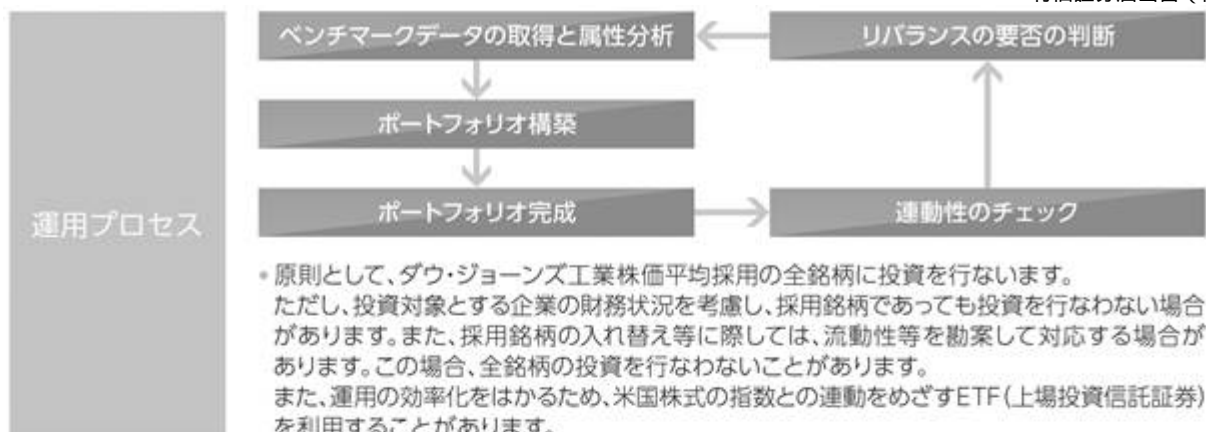 ベンチマークデータの取得と属性分析
リバランスの要否の判断
ポートフォリオ構築
運用プロセス
ポートフォリオ完成
連動性のチェック
• 原則として、ダウ・ジョーンズ工業株価平均採用の全銘柄に投資を行ないます。
ただし、投資対象とする企業の財務状況を考慮し、採用銘柄であっても投資を行なわない場合
があります。また、採用銘柄の入れ替え等に際しては、流動性等を勘案して対応する場合が
あります。この場合、全銘柄の投資を行なわないことがあります。
また、運用の効率化をはかるため、米国株式の指数との連動をめざすETF(上場投資信託証券)
を利用することがあります。